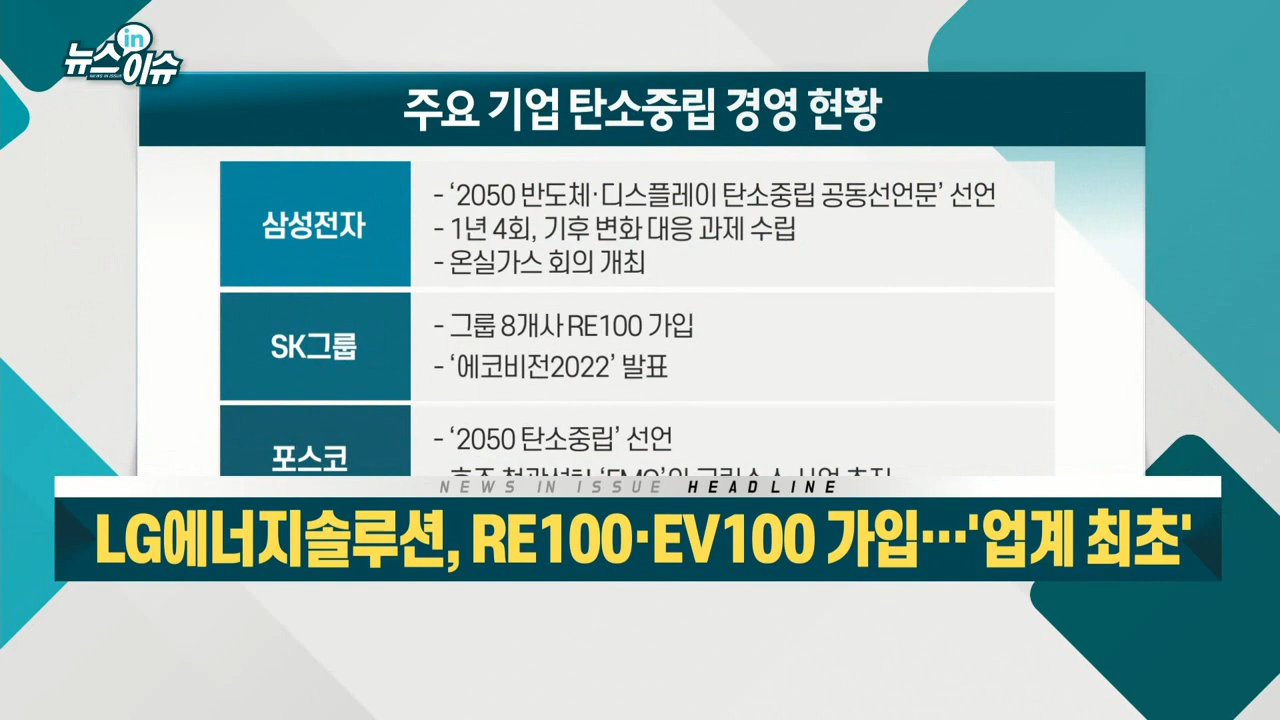 뉴스in이슈
NEWS IN ISSUE
주요 기업 탄소중립 경영 현황
삼성전자
- '2050 반도체·디스플레이 탄소중립 공동선언문' 선언
- 1년 4회, 기후 변화 대응 과제 수립
- 온실가스 회의 개최
SK그룹
- 그룹 8개사 RE100 가입
- '에코비전2022' 발표
포스코
- '2050 탄소중립' 선언
NEWS IN ISSUE HEADLINE
LG에너지솔루션, RE100·EV100 가입…'업계 최초'